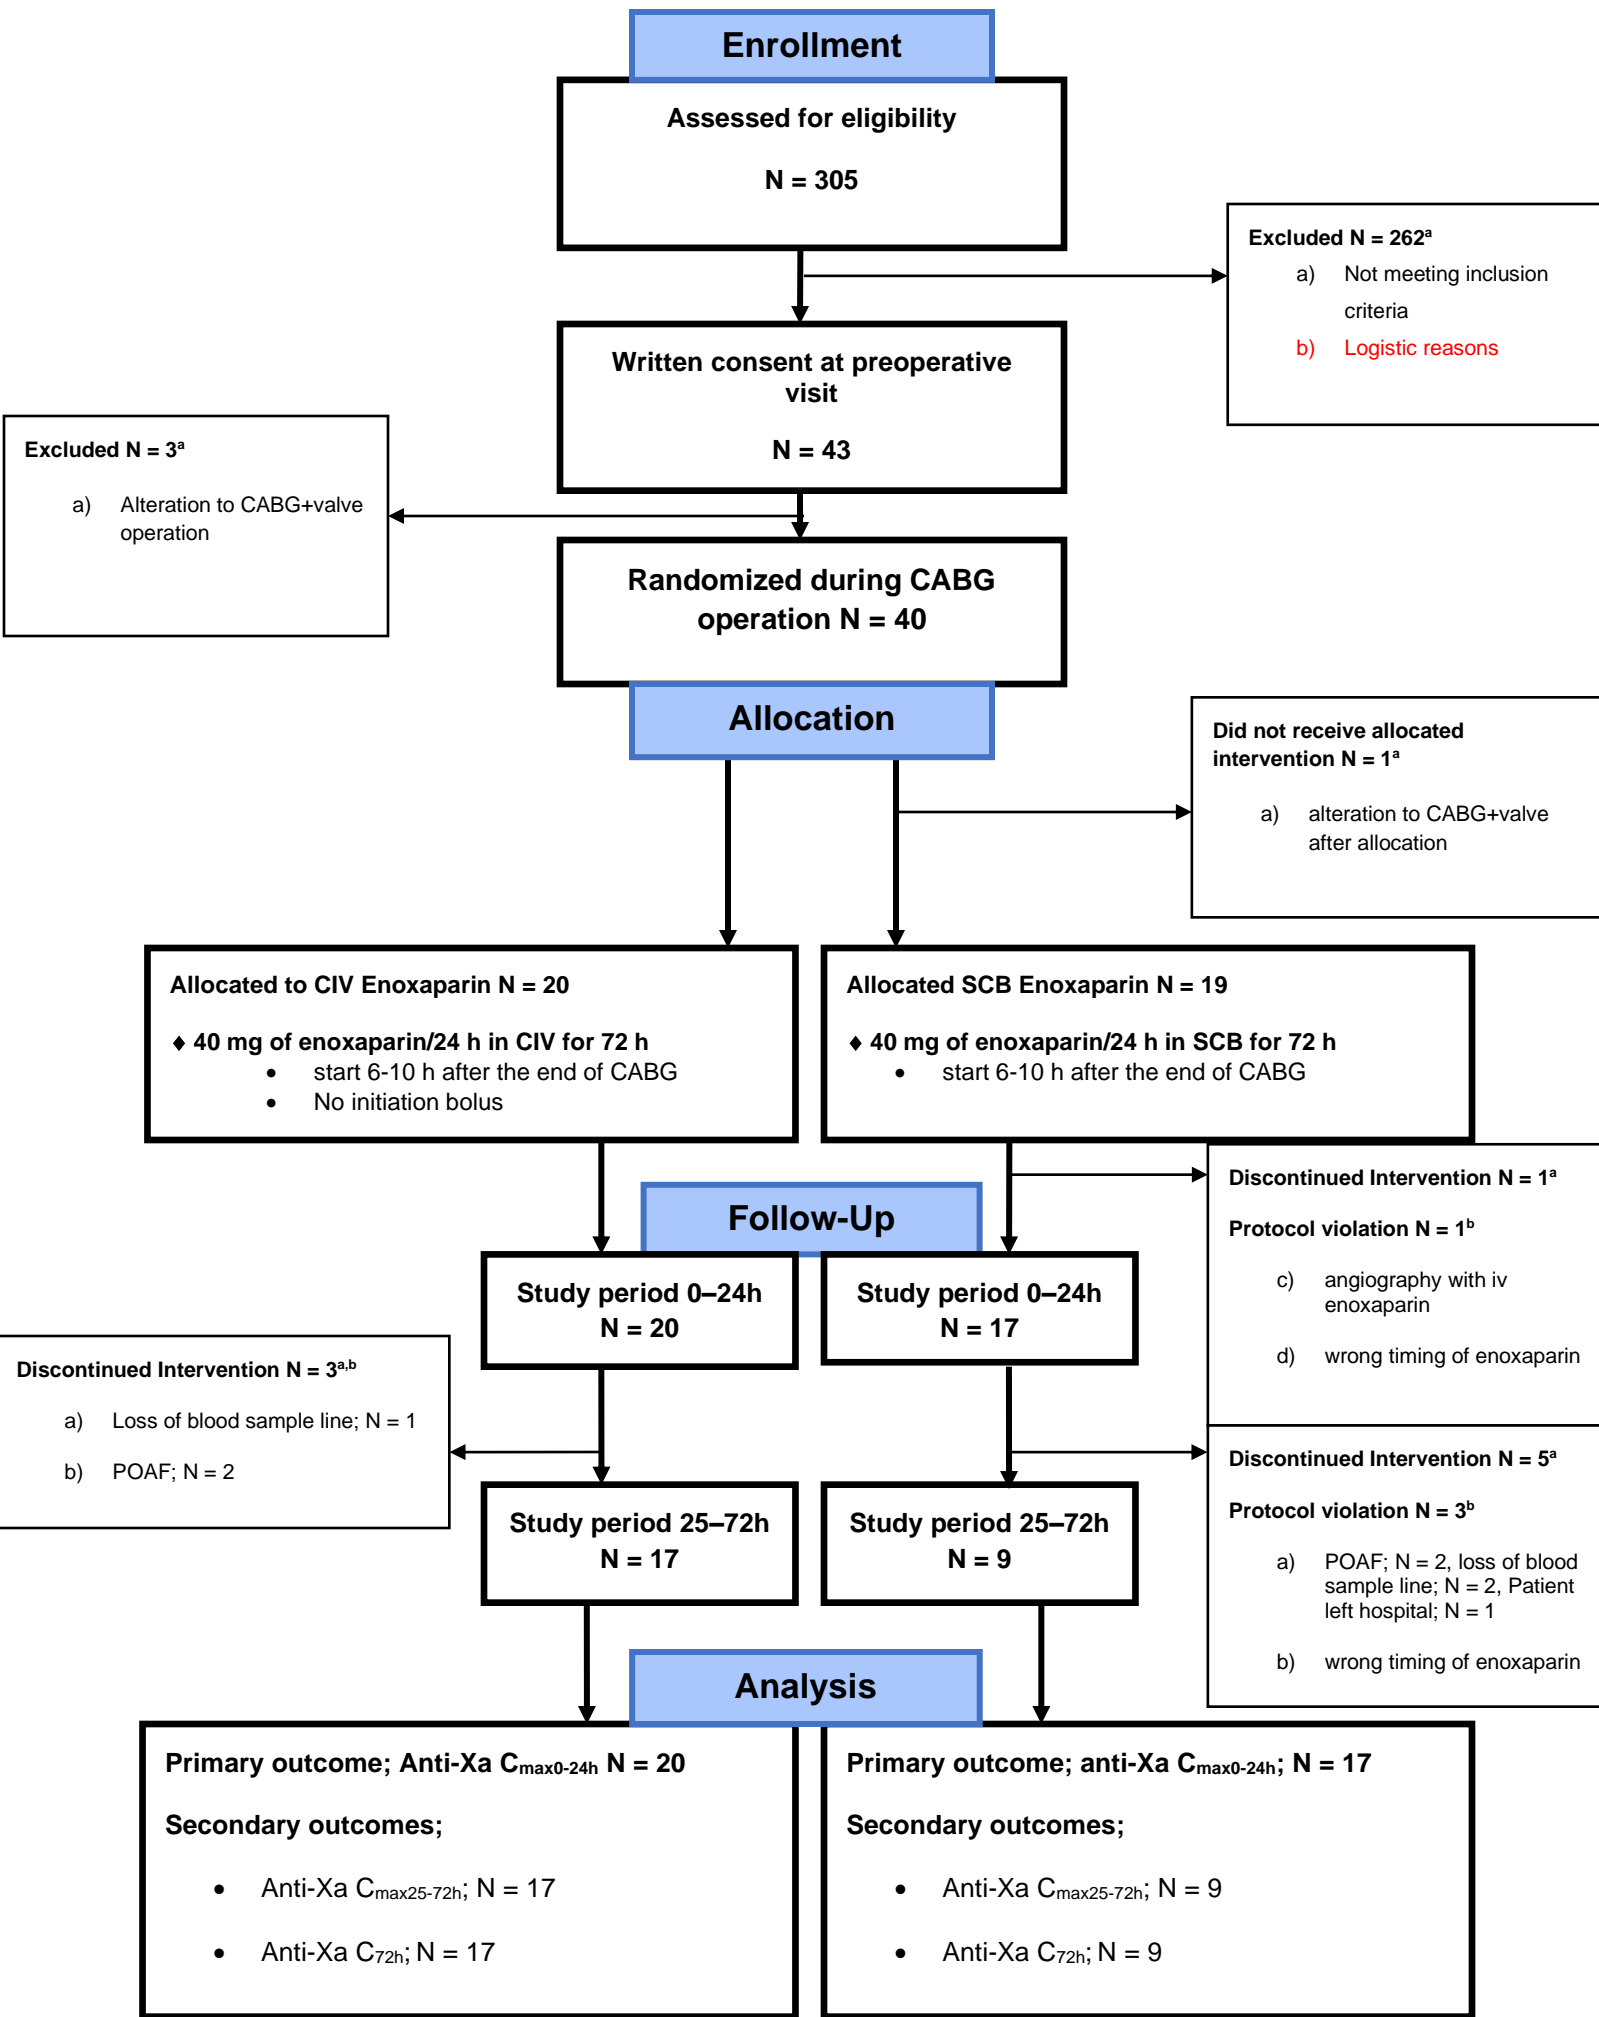 Enrollment
Assessed for eligibility
N = 305
Excluded N = 262ᵃ
a) Not meeting inclusion
criteria
b) Logistic reasons
Written consent at preoperative
visit
N = 43
Excluded N = 3ᵃ
a) Alteration to CABG+valve
operation
Randomized during CABG
operation N = 40
Allocation
Did not receive allocated
intervention N = 1ᵃ
a) alteration to CABG+valve
after allocation
Allocated to CIV Enoxaparin N = 20
♦ 40 mg of enoxaparin/24 h in CIV for 72 h
• start 6-10 h after the end of CABG
• No initiation bolus
Allocated SCB Enoxaparin N = 19
♦ 40 mg of enoxaparin/24 h in SCB for 72 h
• start 6-10 h after the end of CABG
Discontinued Intervention N = 1ᵃ
Protocol violation N = 1ᵇ
c) angiography with iv
enoxaparin
d) wrong timing of enoxaparin
Follow-Up
Study period 0–24h
N = 20
Study period 0–24h
N = 17
Discontinued Intervention N = 3ᵃ,ᵇ
a) Loss of blood sample line; N = 1
b) POAF; N = 2
Discontinued Intervention N = 5ᵃ
Protocol violation N = 3ᵇ
a) POAF; N = 2, loss of blood
sample line; N = 2, Patient
left hospital; N = 1
b) wrong timing of enoxaparin
Study period 25–72h
N = 17
Study period 25–72h
N = 9
Analysis
Primary outcome; Anti-Xa Cmax0-24h N = 20
Secondary outcomes;
• Anti-Xa Cmax25-72h; N = 17
• Anti-Xa C72h; N = 17
Primary outcome; anti-Xa Cmax0-24h; N = 17
Secondary outcomes;
• Anti-Xa Cmax25-72h; N = 9
• Anti-Xa C72h; N = 9